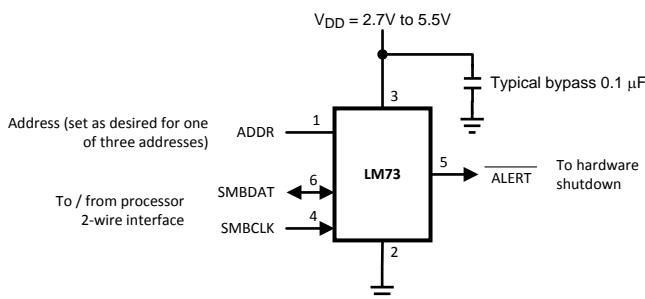 VDD = 2.7V to 5.5V
Typical bypass 0.1 μF
3
Address (set as desired for one
of three addresses)
ADDR
1
LM73
5
ALERT
To hardware
shutdown
To / from processor
2-wire interface
SMBDAT
6
SMBCLK
4
2